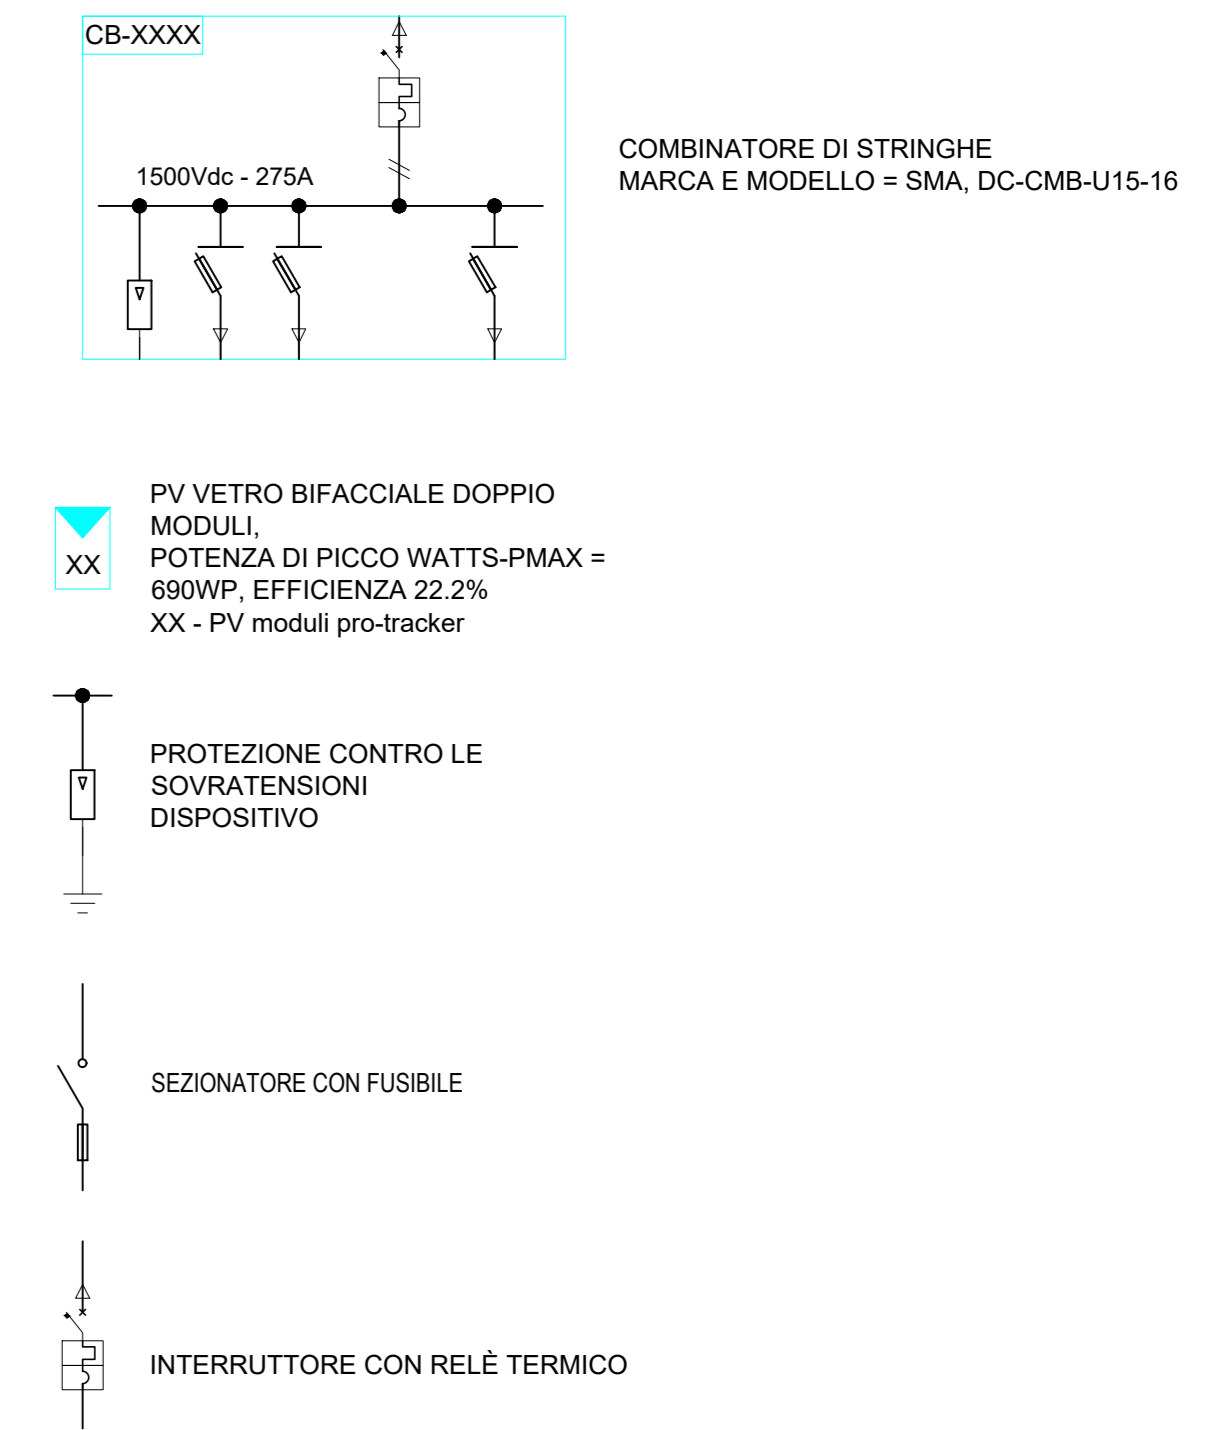 CB-XXXX
1500Vdc - 275A
COMBINATORE DI STRINGHE
MARCA E MODELLO = SMA, DC-CMB-U15-16
XX
PV VETRO BIFACCIALE DOPPIO
MODULI,
POTENZA DI PICCO WATTS-PMAX =
690WP, EFFICIENZA 22.2%
XX - PV moduli pro-tracker
PROTEZIONE CONTRO LE
SOVRATENSIONI
DISPOSITIVO
SEZIONATORE CON FUSIBILE
INTERRUTTORE CON RELÈ TERMICO